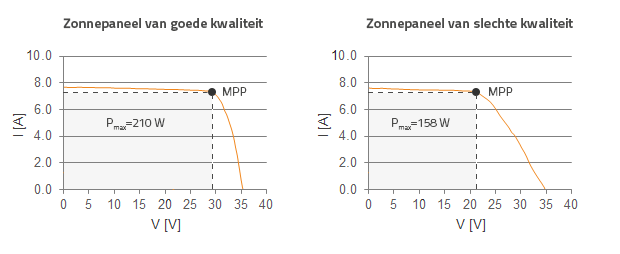 Zonnepaneel van goede kwaliteit
I [A]
10.0
8.0
6.0
4.0
2.0
0.0
MPP
Pmax=210 W
0 5 10 15 20 25 30 35 40
V [V]
Zonnepaneel van slechte kwaliteit
I [A]
10.0
8.0
6.0
4.0
2.0
0.0
MPP
Pmax=158 W
0 5 10 15 20 25 30 35 40
V [V]